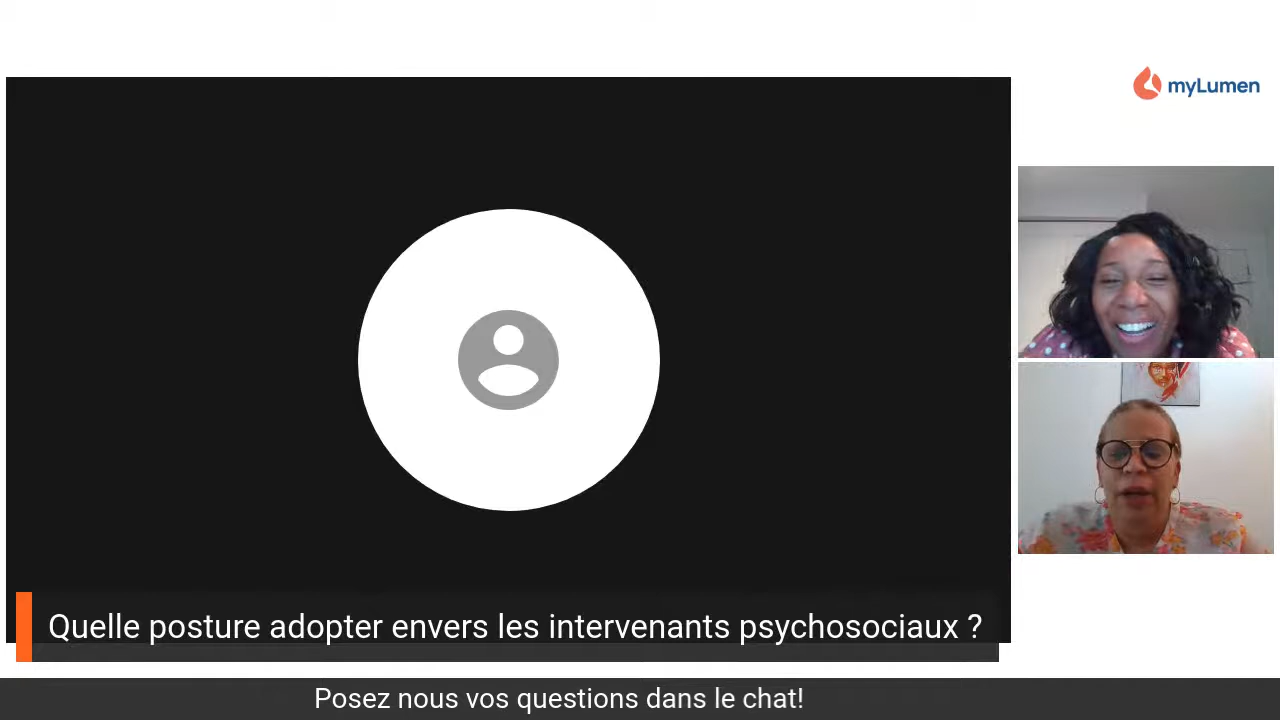 myLumen
Quelle posture adopter envers les intervenants psychosociaux ?
Posez nous vos questions dans le chat!